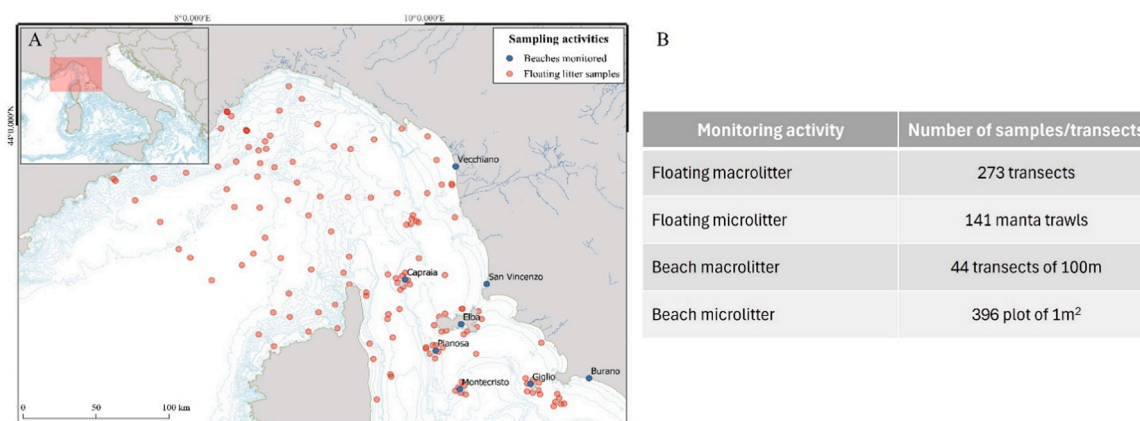 8°0,000'E 10°0,000'E
A
Sampling activities
Beaches monitored
Floating litter samples
44°0,000'N
Vecchiano
Capraia
San Vincenzo
Elba
Pianosa
Montecristo
Giglio
Burano
0 50 100 km
B
Monitoring activity Number of samples/transects
Floating macrolitter 273 transects
Floating microlitter 141 manta trawls
Beach macrolitter 44 transects of 100m
Beach microlitter 396 plot of 1m²